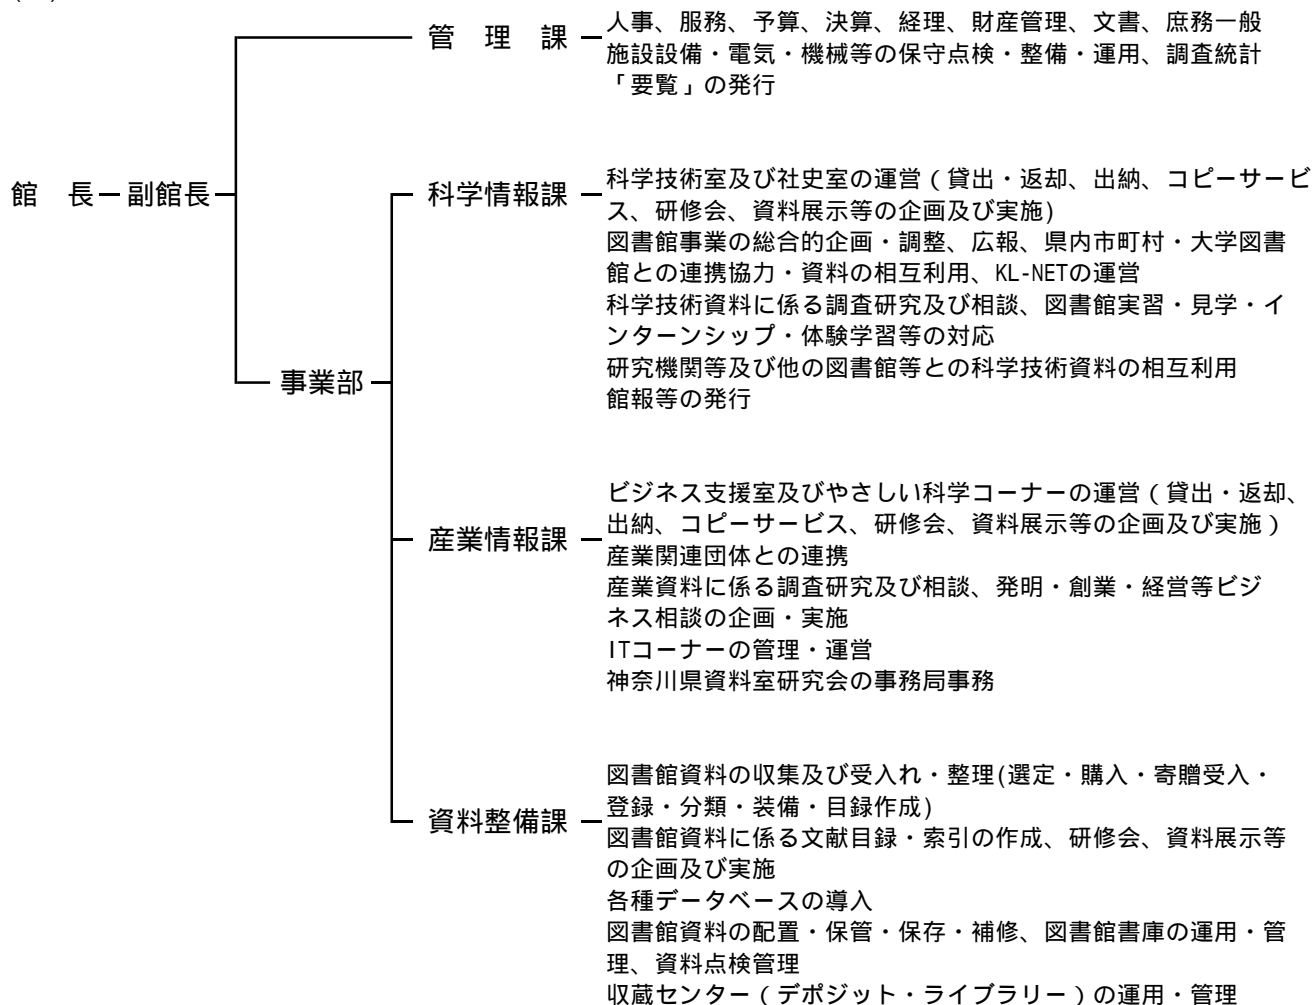 管　理　課
人事、服務、予算、決算、経理、財産管理、文書、庶務一般
施設設備・電気・機械等の保守点検・整備・運用、調査統計
「要覧」の発行
館　長
副館長
事業部
科学情報課
科学技術室及び社史室の運営（貸出・返却、出納、コピーサービ
ス、研修会、資料展示等の企画及び実施)
図書館事業の総合的企画・調整、広報、県内市町村・大学図書
館との連携協力・資料の相互利用、KL-NETの運営
科学技術資料に係る調査研究及び相談、図書館実習・見学・イ
ンターンシップ・体験学習等の対応
研究機関等及び他の図書館等との科学技術資料の相互利用
館報等の発行
産業情報課
ビジネス支援室及びやさしい科学コーナーの運営（貸出・返却、
出納、コピーサービス、研修会、資料展示等の企画及び実施）
産業関連団体との連携
産業資料に係る調査研究及び相談、発明・創業・経営等ビジ
ネス相談の企画・実施
ITコーナーの管理・運営
神奈川県資料室研究会の事務局事務
資料整備課
図書館資料の収集及び受入れ・整理(選定・購入・寄贈受入・
登録・分類・装備・目録作成)
図書館資料に係る文献目録・索引の作成、研修会、資料展示等
の企画及び実施
各種データベースの導入
図書館資料の配置・保管・保存・補修、図書館書庫の運用・管
理、資料点検管理
収蔵センター（デポジット・ライブラリー）の運用・管理